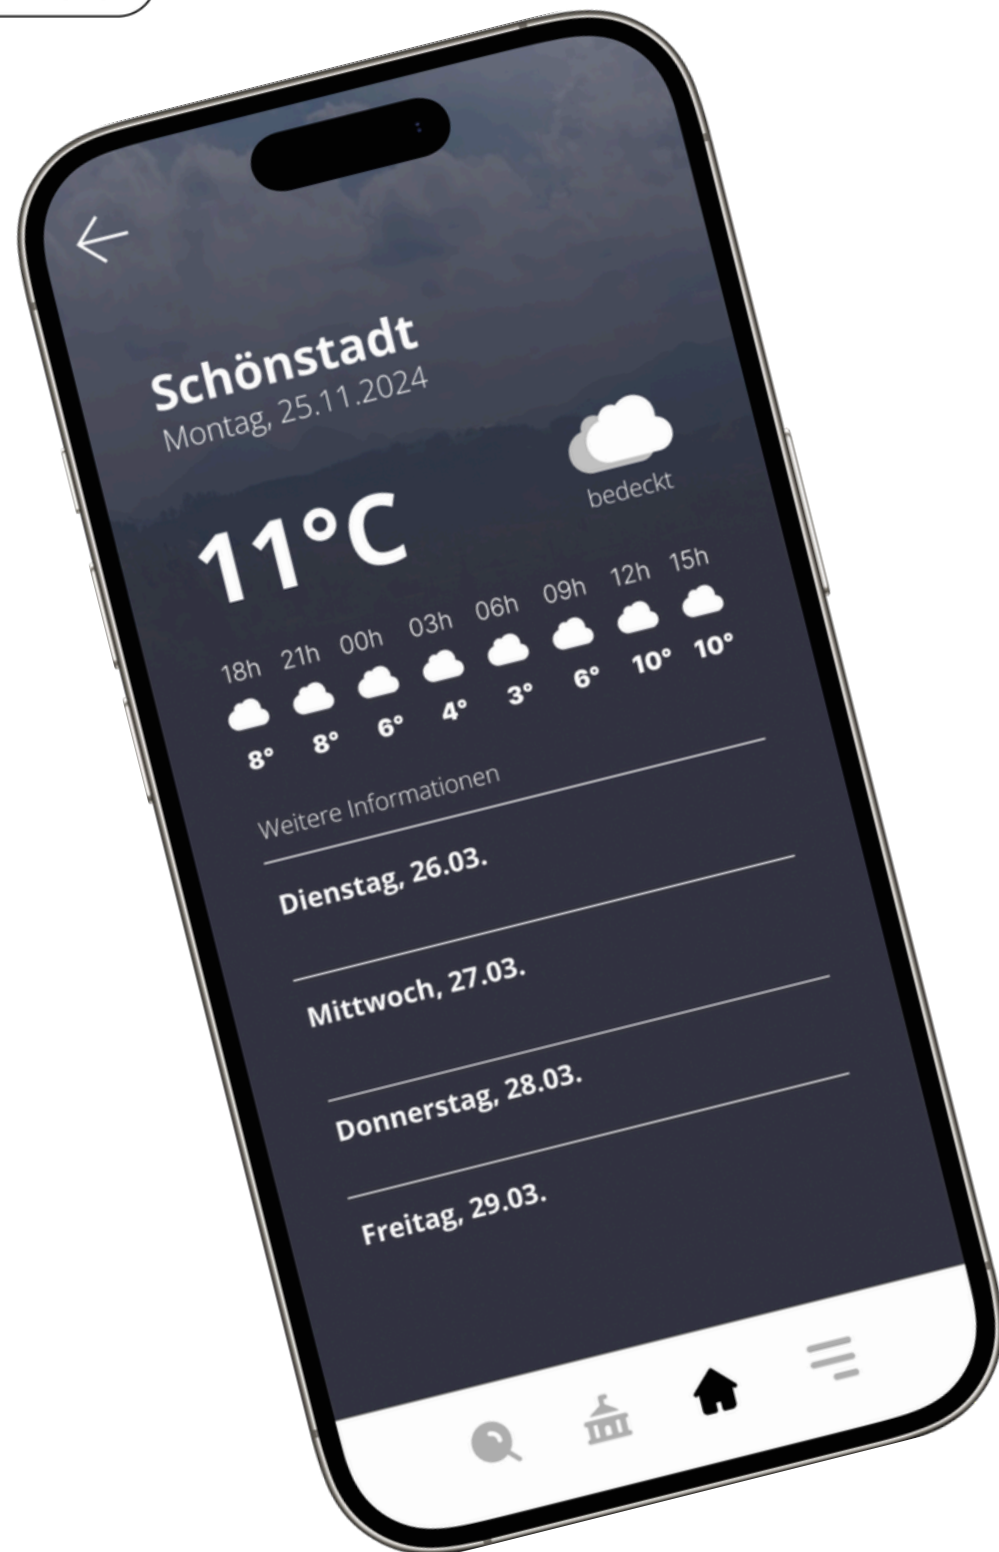 Schönstadt
Montag, 25.11.2024
bedeckt
11°C
18h 21h 00h 03h 06h 09h 12h 15h
8° 8° 6° 4° 3° 6° 10° 10°
Weitere Informationen
Dienstag, 26.03.
Mittwoch, 27.03.
Donnerstag, 28.03.
Freitag, 29.03.